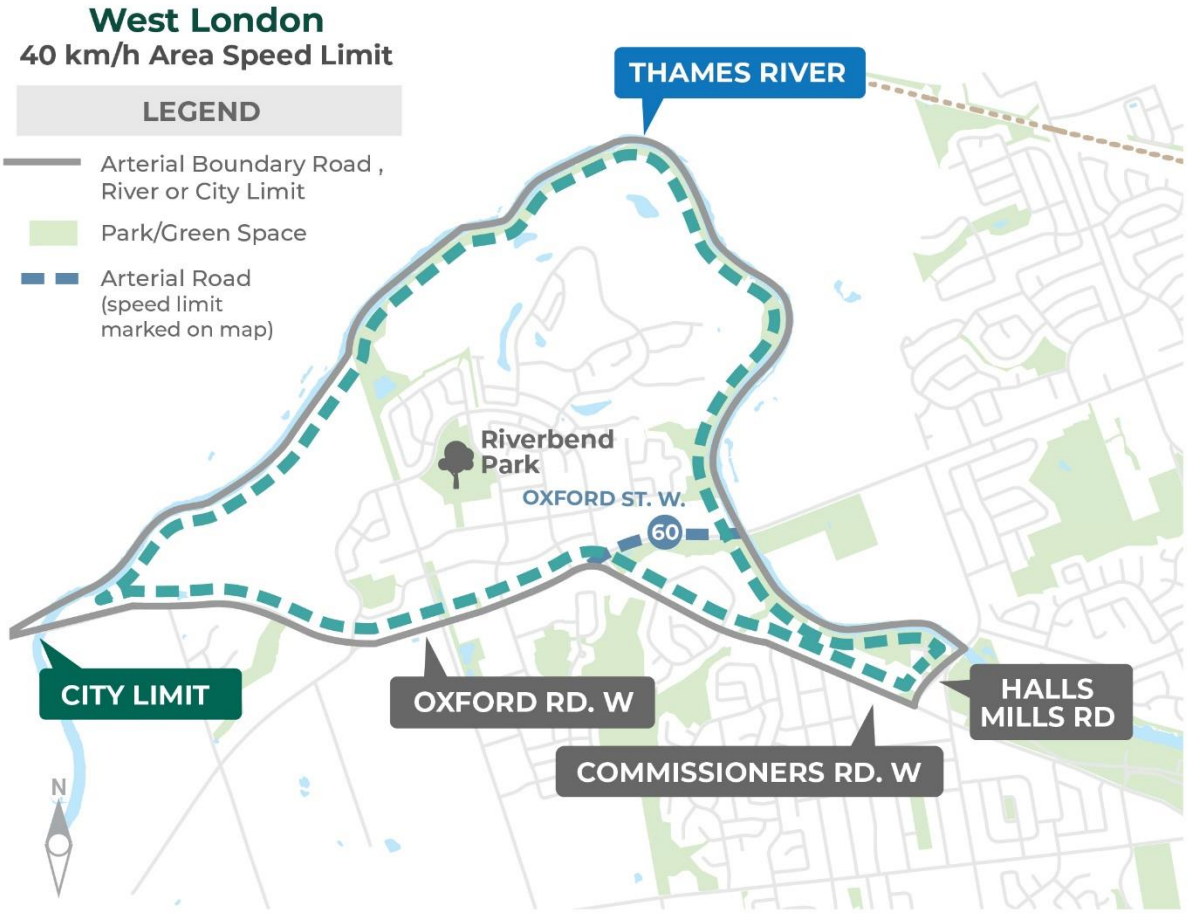 West London
40 km/h Area Speed Limit
LEGEND
Arterial Boundary Road ,
River or City Limit
Park/Green Space
Arterial Road
(speed limit
marked on map)
THAMES RIVER
Riverbend
Park
OXFORD ST. W.
60
CITY LIMIT
OXFORD RD. W
HALLS
MILLS RD
COMMISSIONERS RD. W
N